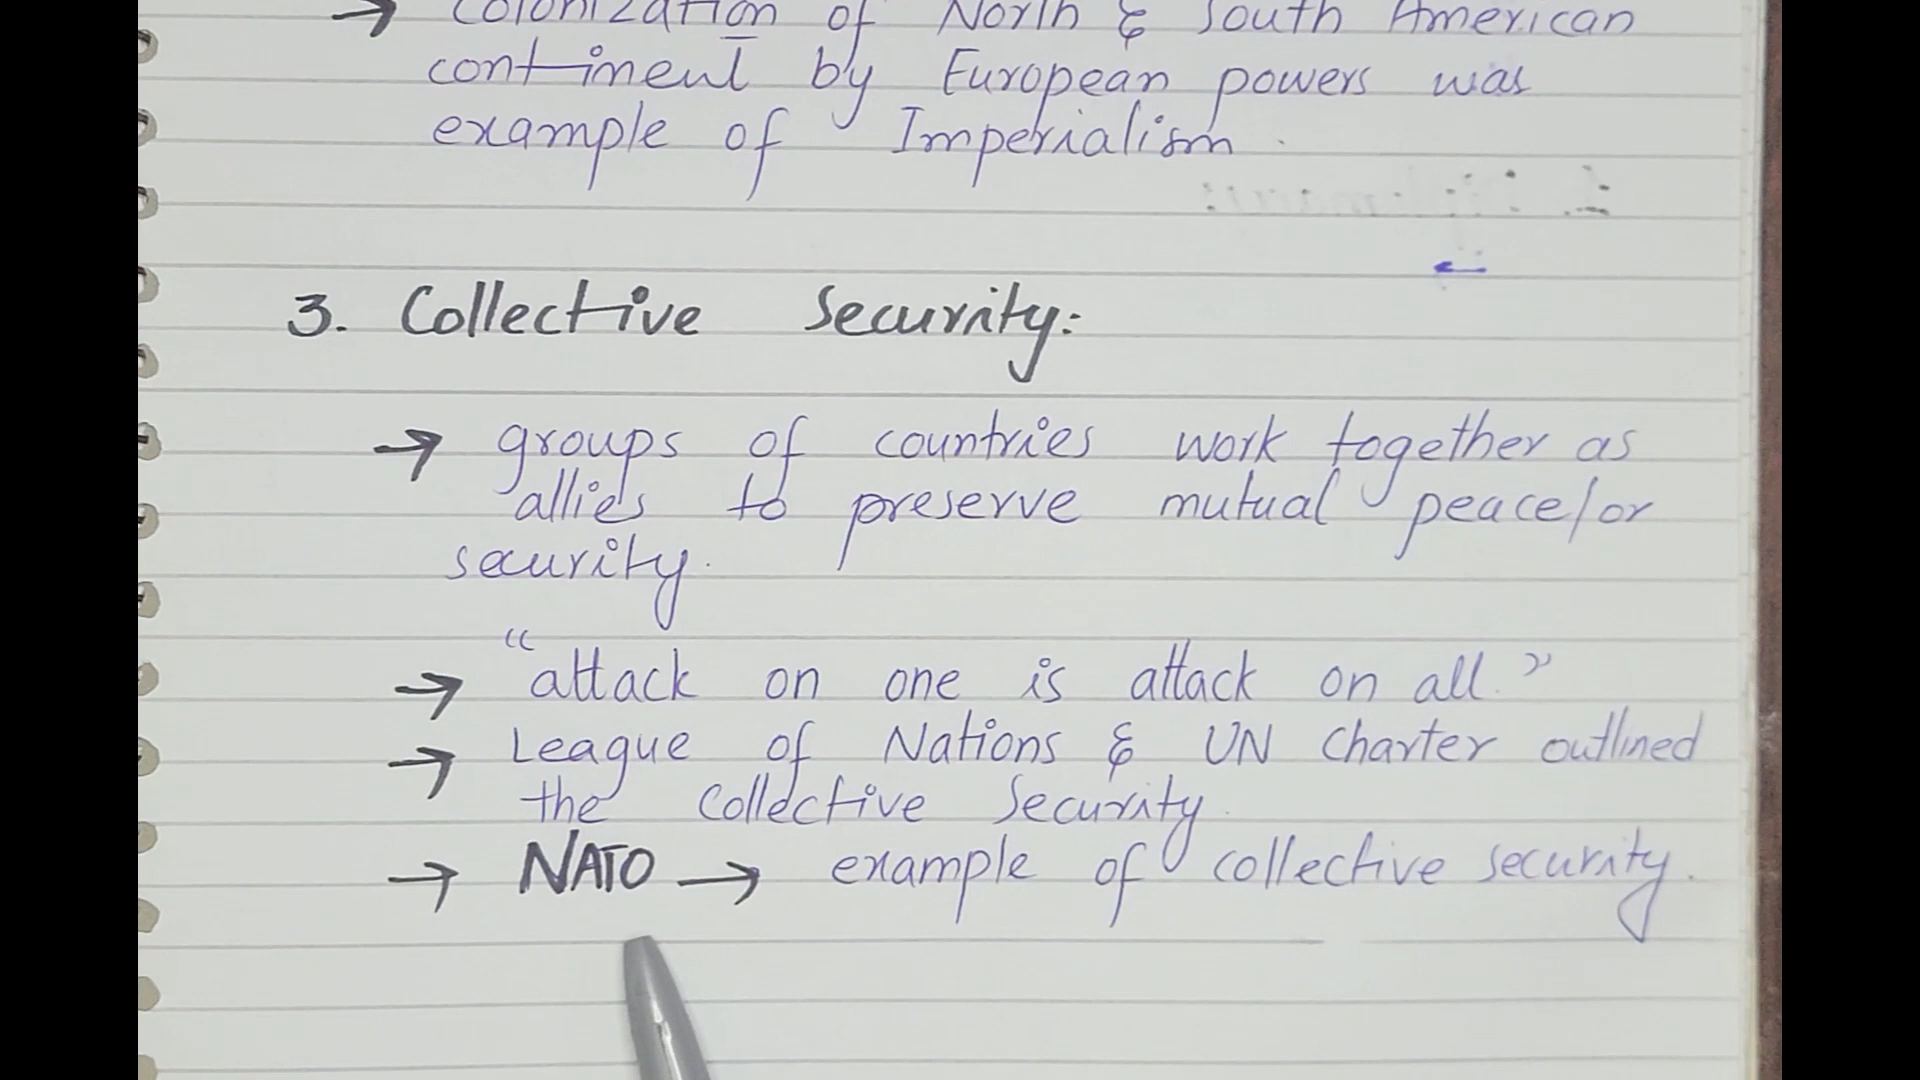 → Colonization of North & South American
continent by European powers was
example of Imperialism.
3. Collective Security:
→ groups of countries work together as
allies to preserve mutual peace/or
security.
→ "attack on one is attack on all."
→ League of Nations & UN Charter outlined
the Collective Security.
→ NATO → example of collective security.